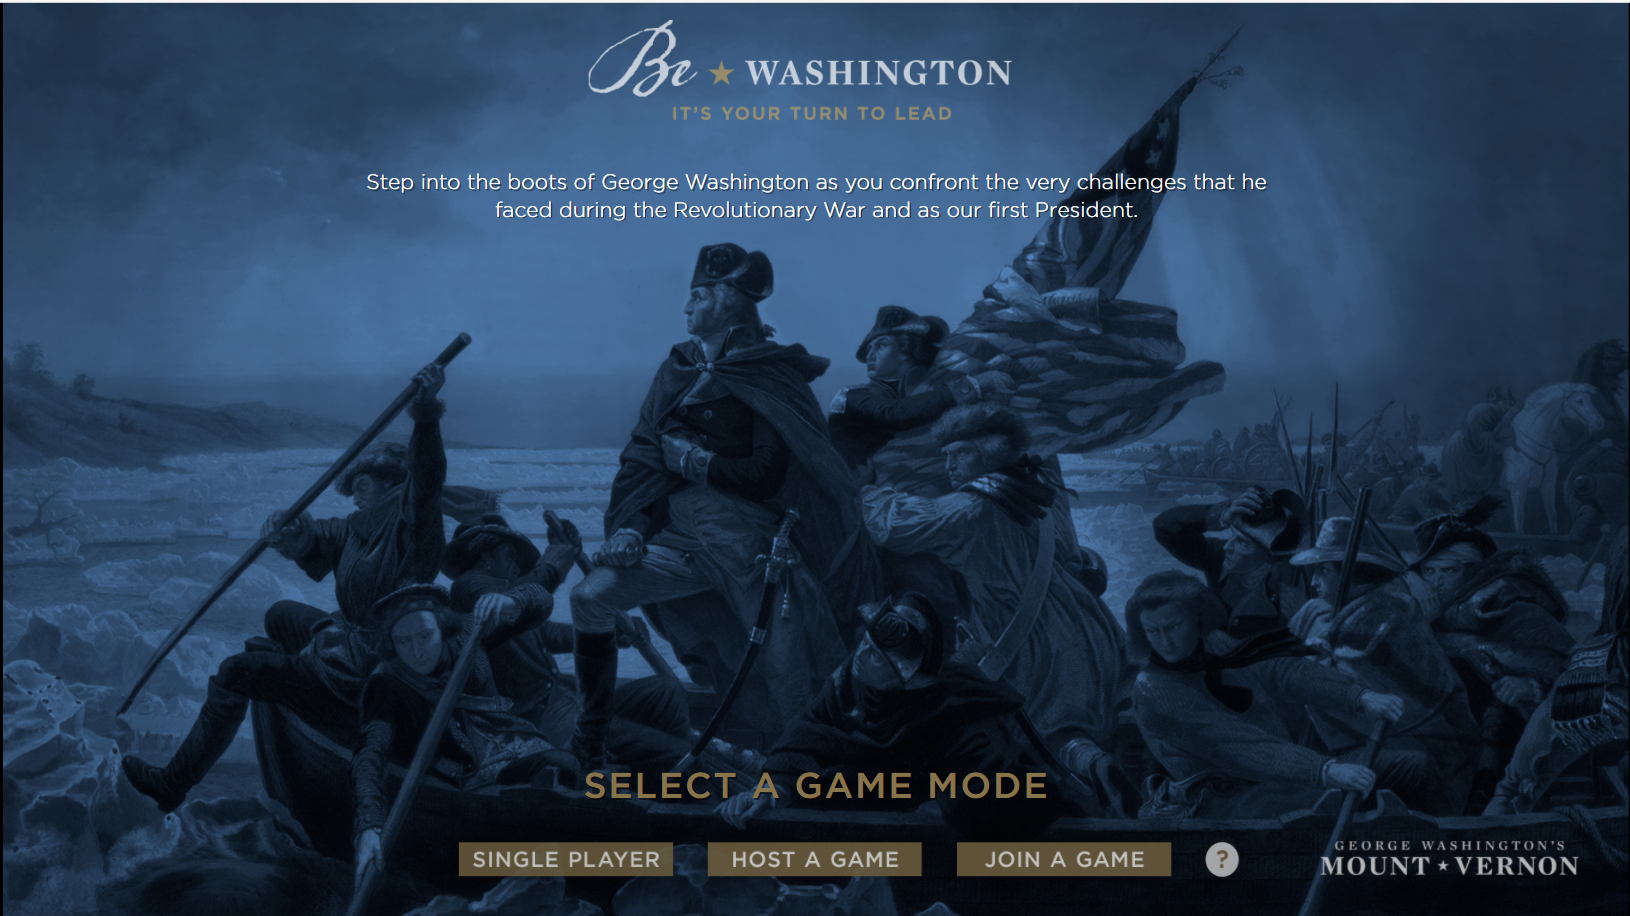 Be ★ WASHINGTON
IT'S YOUR TURN TO LEAD
Step into the boots of George Washington as you confront the very challenges that he
faced during the Revolutionary War and as our first President.
SELECT A GAME MODE
SINGLE PLAYER
HOST A GAME
JOIN A GAME
?
GEORGE WASHINGTON'S
MOUNT ★ VERNON